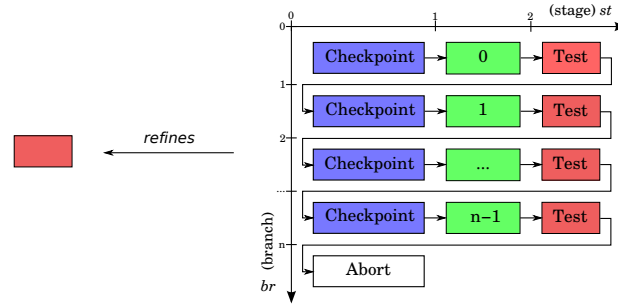 (stage) st
0 1 2
0
Checkpoint 0 Test
1
Checkpoint 1 Test
2
refines
Checkpoint ... Test
...
Checkpoint n−1 Test
n
(branch)
br
Abort